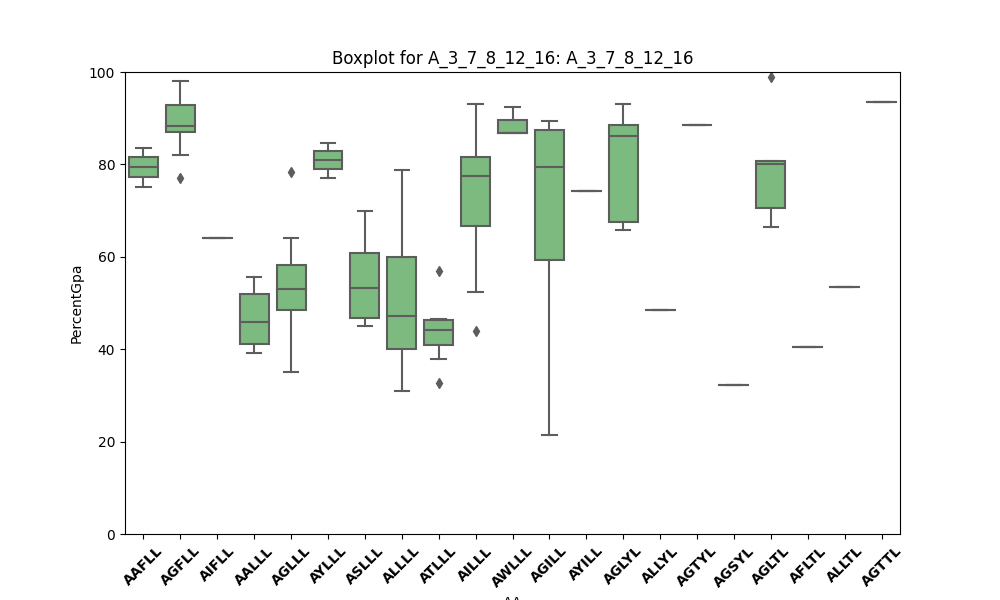 Boxplot for A_3_7_8_12_16: A_3_7_8_12_16
100
80
60
40
20
0
PercentGpa
AAFLL AGFLL AIFLL AALLL AGLLL AYLLL ASLLL ALLLL ATLLL AILLL AWLLL AGILL AYILL AGLYL ALLYL AGTYL AGSYL AGLTL AFLTL ALLTL AGTTL
AA